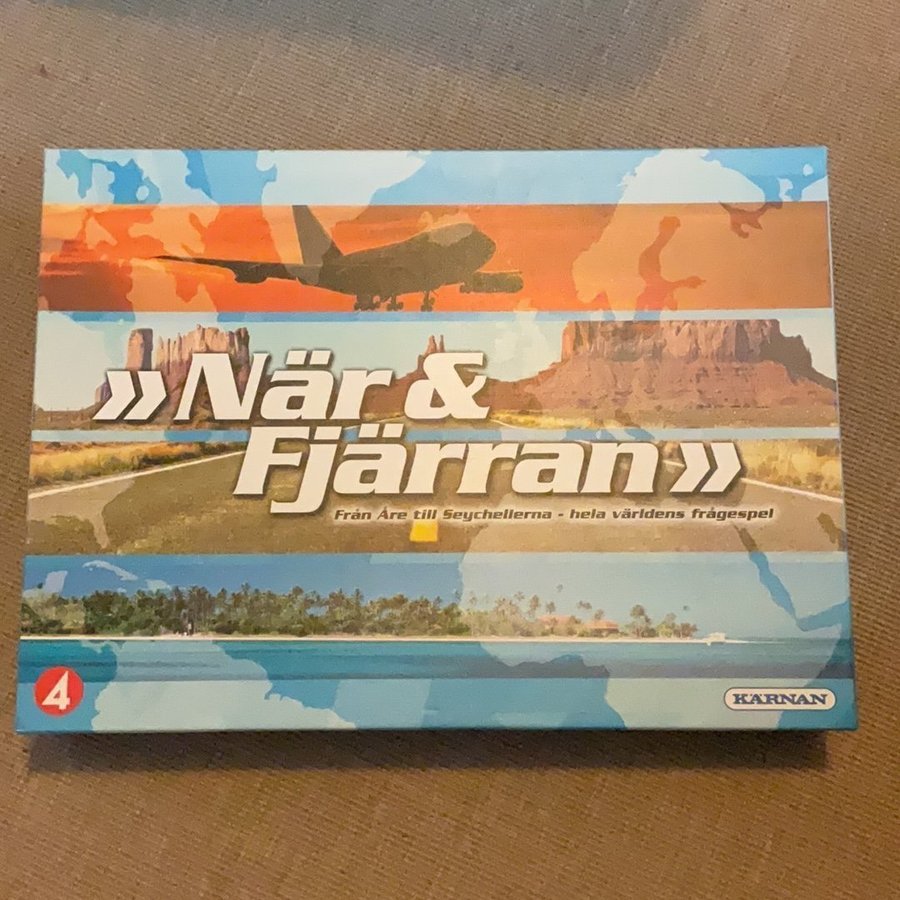 »När &
Fjärran»
Från Åre till Seychellerna - hela världens frågespel
4
KÄRNAN